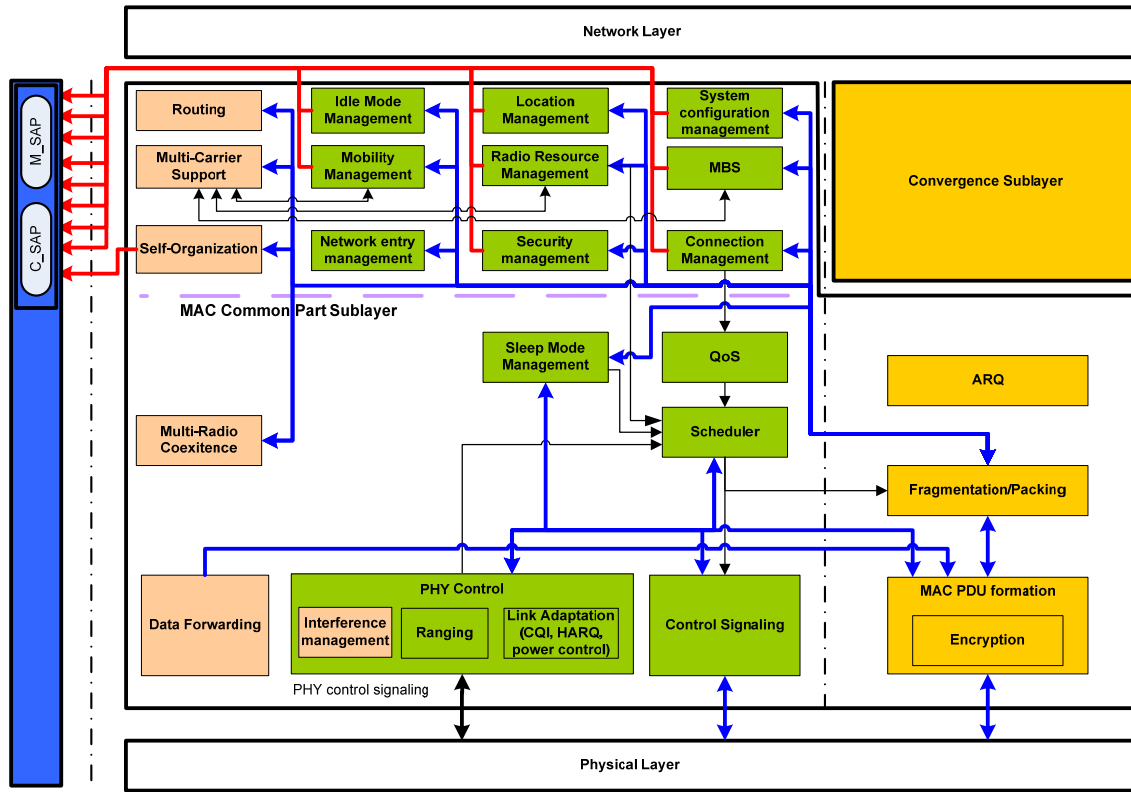 Network Layer
M_SAP
C_SAP
Routing
Idle Mode
Management
Location
Management
System
configuration
management
Multi-Carrier
Support
Mobility
Management
Radio Resource
Management
MBS
Convergence Sublayer
Self-Organization
Network entry
management
Security
management
Connection
Management
MAC Common Part Sublayer
Sleep Mode
Management
QoS
ARQ
Multi-Radio
Coexitence
Scheduler
Fragmentation/Packing
Data Forwarding
PHY Control
Interference
management
Ranging
Link Adaptation
(CQI, HARQ,
power control)
Control Signaling
MAC PDU formation
Encryption
PHY control signaling
Physical Layer